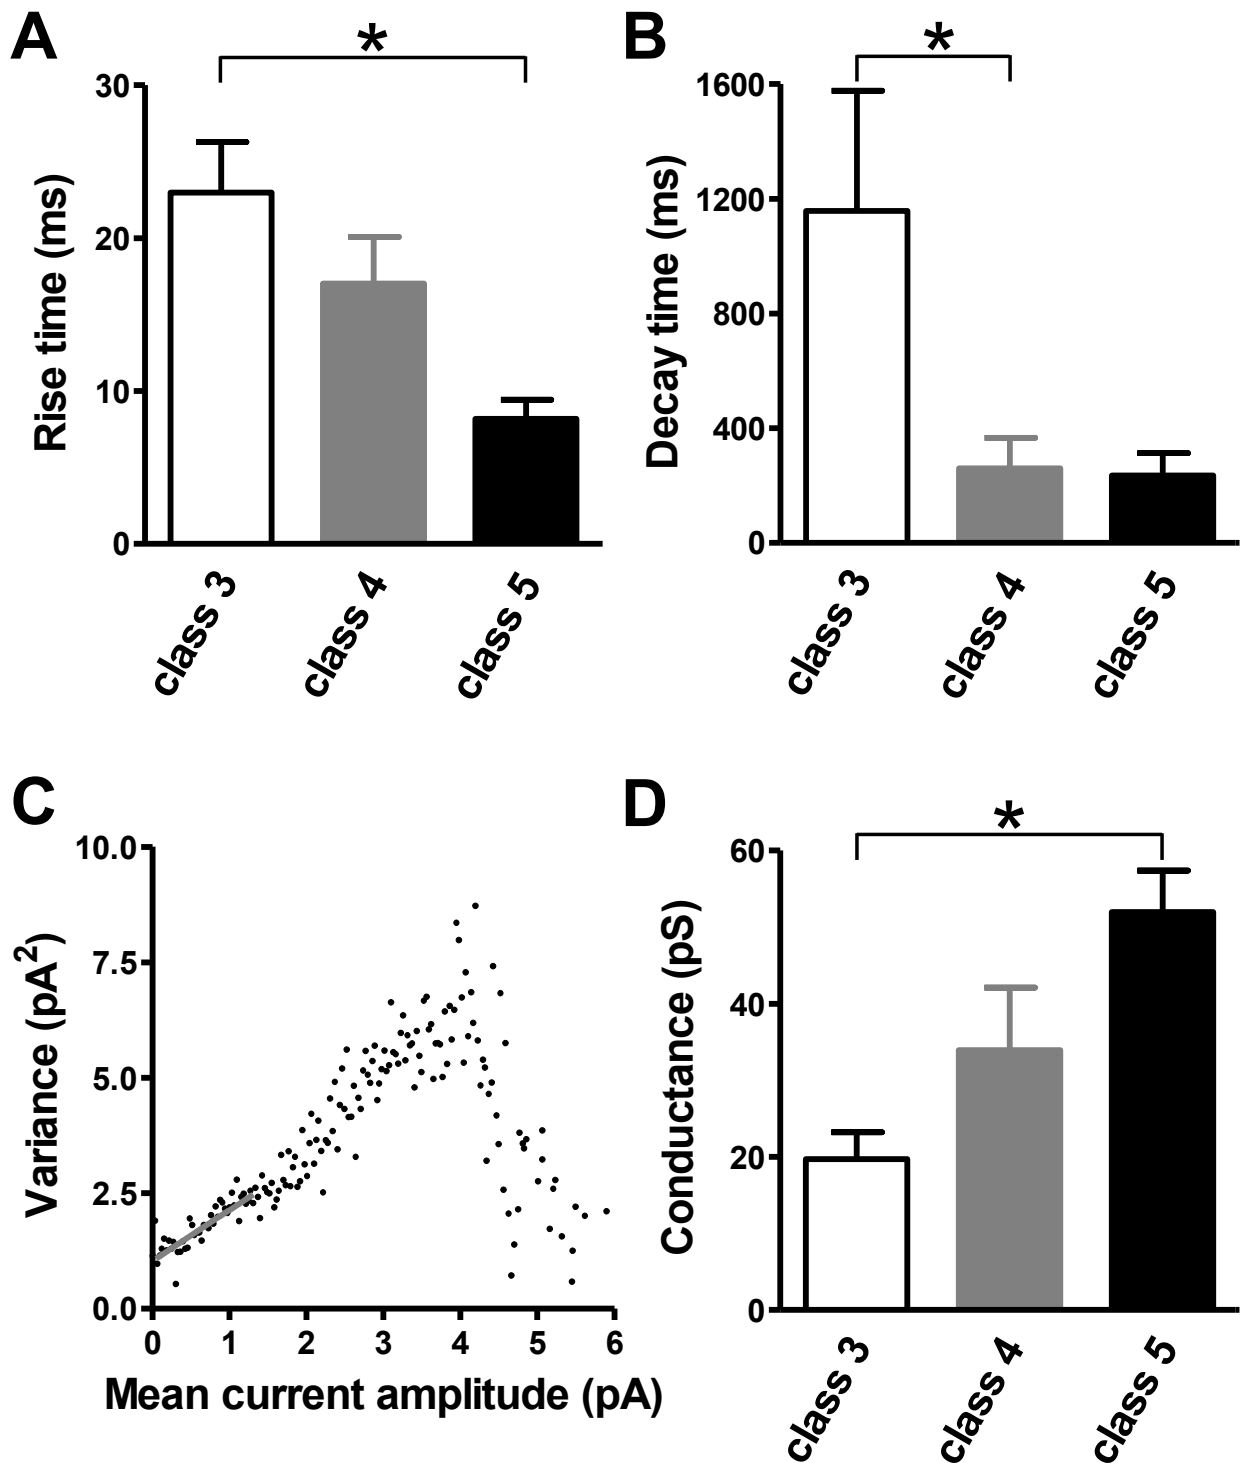 A
*
30
20
10
0
Rise time (ms)
class 3
class 4
class 5
B
*
1600
1200
800
400
0
Decay time (ms)
class 3
class 4
class 5
C
10.0
7.5
5.0
2.5
0.0
Variance (pA²)
0 1 2 3 4 5 6
Mean current amplitude (pA)
D
*
60
40
20
0
Conductance (pS)
class 3
class 4
class 5